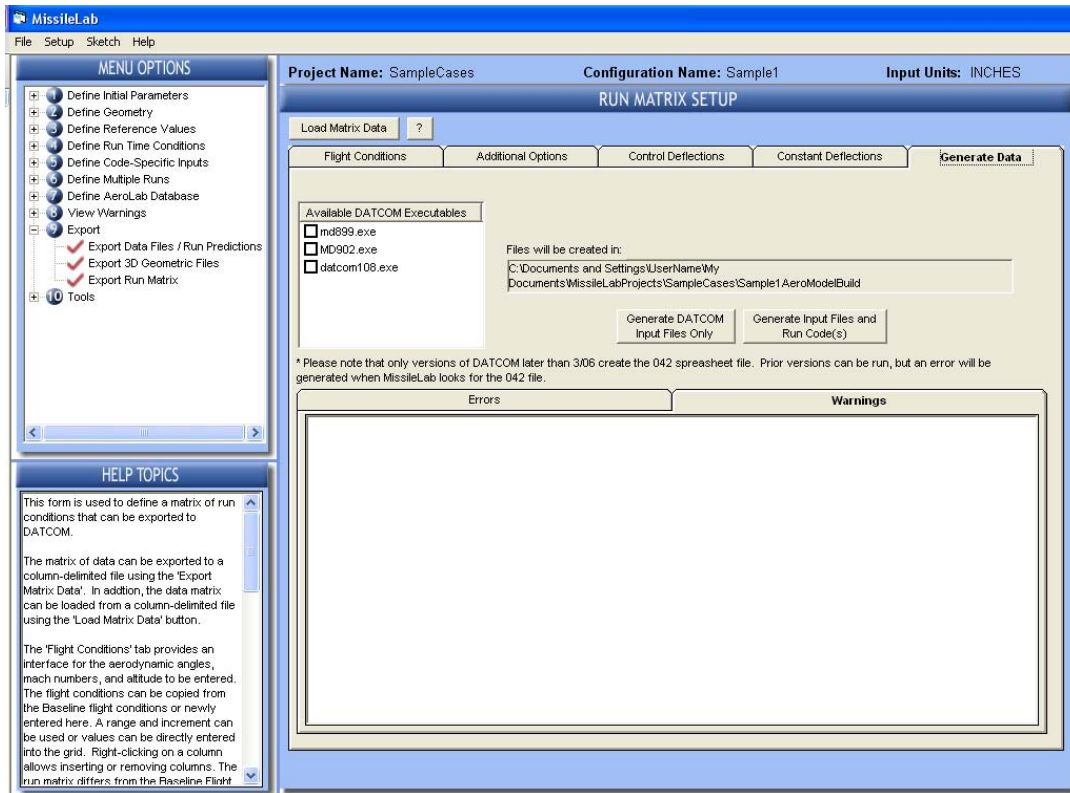 MissileLab
File Setup Sketch Help
MENU OPTIONS
1 Define Initial Parameters
2 Define Geometry
3 Define Reference Values
4 Define Run Time Conditions
5 Define Code-Specific Inputs
6 Define Multiple Runs
7 Define AeroLab Database
8 View Warnings
9 Export
Export Data Files / Run Predictions
Export 3D Geometric Files
Export Run Matrix
10 Tools
HELP TOPICS
This form is used to define a matrix of run
conditions that can be exported to
DATCOM.
The matrix of data can be exported to a
column-delimited file using the 'Export
Matrix Data'. In addtion, the data matrix
can be loaded from a column-delimited file
using the 'Load Matrix Data' button.
The 'Flight Conditions' tab provides an
interface for the aerodynamic angles,
mach numbers, and altitude to be entered.
The flight conditions can be copied from
the Baseline flight conditions or newly
entered here. A range and increment can
be used or values can be directly entered
into the grid. Right-clicking on a column
allows inserting or removing columns. The
run matrix differs from the Baseline Flight
Project Name: SampleCases Configuration Name: Sample1 Input Units: INCHES
RUN MATRIX SETUP
Load Matrix Data ?
Flight Conditions Additional Options Control Deflections Constant Deflections Generate Data
Available DATCOM Executables
md899.exe
MD902.exe
datcom108.exe
Files will be created in:
C:\Documents and Settings\UserName\My
Documents\MissileLabProjects\SampleCases\Sample1AeroModelBuild
Generate DATCOM
Input Files Only
Generate Input Files and
Run Code(s)
* Please note that only versions of DATCOM later than 3/06 create the 042 spreasheet file. Prior versions can be run, but an error will be
generated when MissileLab looks for the 042 file.
Errors Warnings